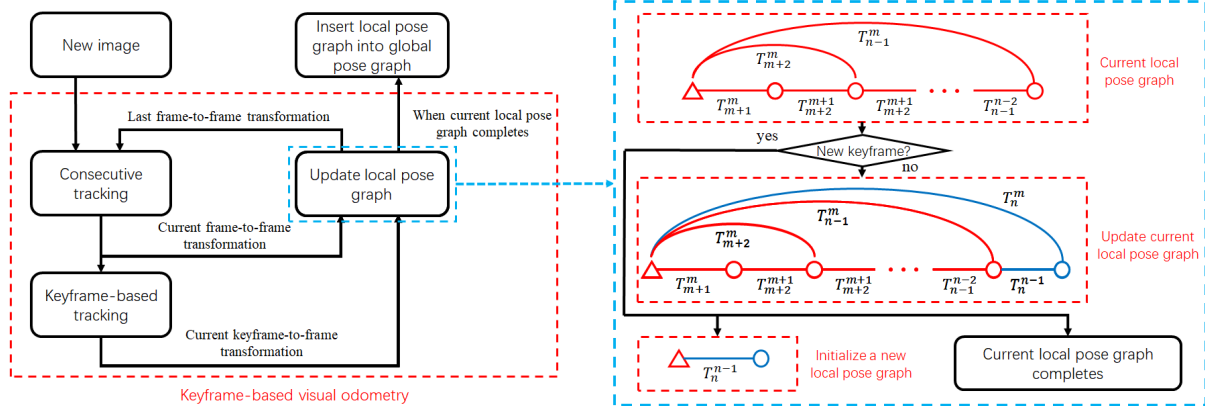 New image
Insert local pose
graph into global
pose graph
Last frame-to-frame transformation
When current local pose
graph completes
Consecutive
tracking
Update local pose
graph
Current frame-to-frame
transformation
Keyframe-based
tracking
Current keyframe-to-frame
transformation
Keyframe-based visual odometry
T^m_{n-1}
T^m_{m+2}
T^m_{m+1} T^{m+1}_{m+2} T^{m+1}_{m+2} ⋯ T^{n-2}_{n-1}
Current local
pose graph
yes
New keyframe?
no
T^m_n
T^m_{n-1}
T^m_{m+2}
T^m_{m+1} T^{m+1}_{m+2} T^{m+1}_{m+2} ⋯ T^{n-2}_{n-1} T^{n-1}_n
Update current
local pose graph
T^{n-1}_n
Initialize a new
local pose graph
Current local pose graph
completes